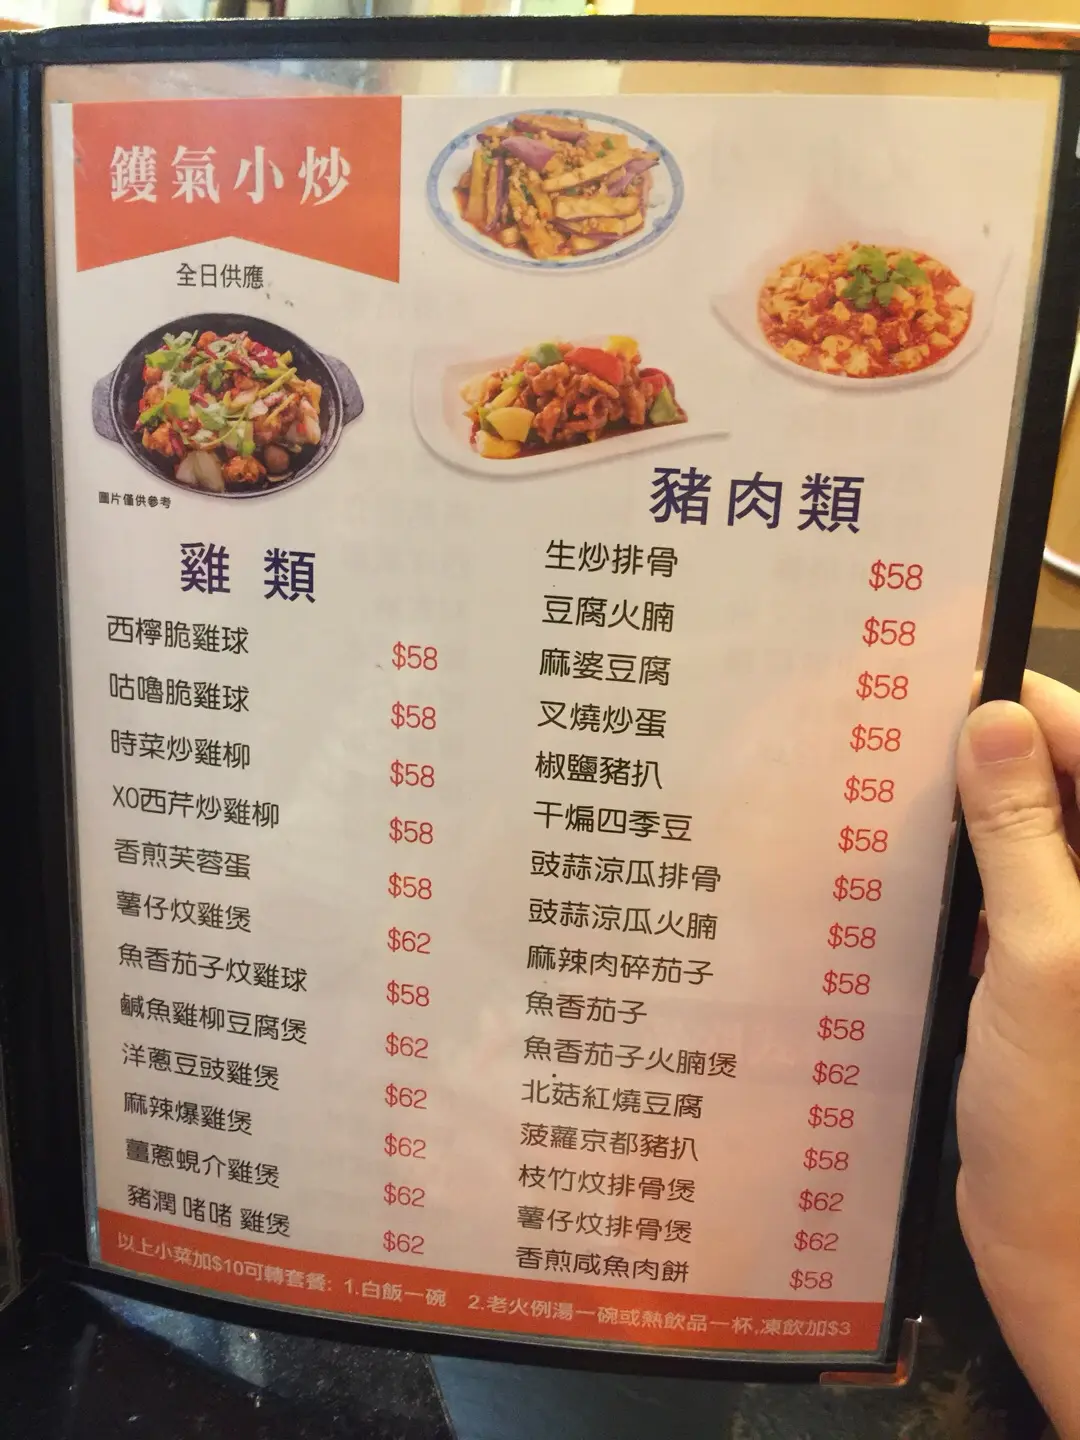 鑊氣小炒
全日供應
圖片僅供參考
雞類
西檸脆雞球 $58
咕嚕脆雞球 $58
時菜炒雞柳 $58
XO西芹炒雞柳 $58
香煎芙蓉蛋 $58
薯仔炆雞煲 $62
魚香茄子炆雞球 $58
鹹魚雞柳豆腐煲 $62
洋蔥豆豉雞煲 $62
麻辣爆雞煲 $62
薑蔥蜆介雞煲 $62
豬潤啫啫雞煲 $62
豬肉類
生炒排骨 $58
豆腐火腩 $58
麻婆豆腐 $58
叉燒炒蛋 $58
椒鹽豬扒 $58
干煸四季豆 $58
豉蒜涼瓜排骨 $58
豉蒜涼瓜火腩 $58
麻辣肉碎茄子 $58
魚香茄子 $58
魚香茄子火腩煲 $62
北菇紅燒豆腐 $58
菠蘿京都豬扒 $58
枝竹炆排骨煲 $62
薯仔炆排骨煲 $62
香煎咸魚肉餅 $58
以上小菜加$10可轉套餐: 1.白飯一碗 2.老火例湯一碗或熱飲品一杯,凍飲加$3